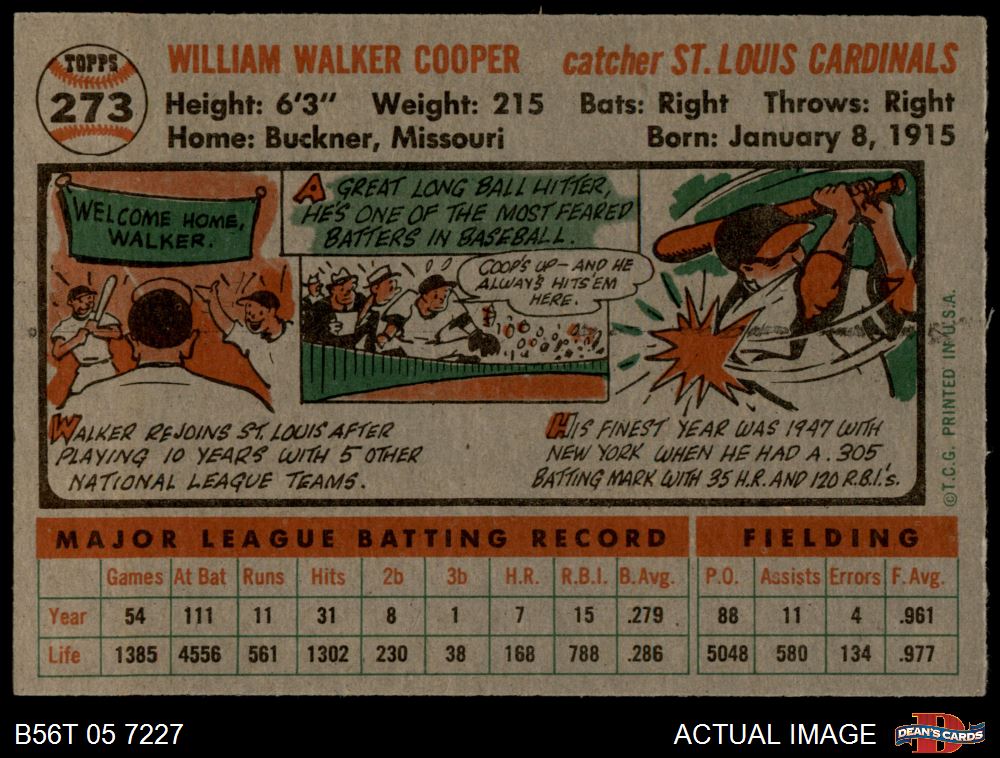 TOPPS
273
WILLIAM WALKER COOPER
catcher ST. LOUIS CARDINALS
Height: 6'3" Weight: 215 Bats: Right Throws: Right
Home: Buckner, Missouri
Born: January 8, 1915
WELCOME HOME,
WALKER.
A GREAT LONG BALL HITTER,
HE'S ONE OF THE MOST FEARED
BATTERS IN BASEBALL.
COOP'S UP - AND HE
ALWAYS HITS EM
HERE.
WALKER REJOINS ST. LOUIS AFTER
PLAYING 10 YEARS WITH 5 OTHER
NATIONAL LEAGUE TEAMS.
HIS FINEST YEAR WAS 1947 WITH
NEW YORK WHEN HE HAD A .305
BATTING MARK WITH 35 H.R. AND 120 R.B.I.'s.
©T.C.G. PRINTED IN U.S.A.
MAJOR LEAGUE BATTING RECORD
FIELDING
Games At Bat Runs Hits 2b 3b H.R. R.B.I. B.Avg. P.O. Assists Errors F.Avg.
Year 54 111 11 31 8 1 7 15 .279 88 11 4 .961
Life 1385 4556 561 1302 230 38 168 788 .286 5048 580 134 .977
B56T 05 7227
ACTUAL IMAGE
DEAN'S CARDS